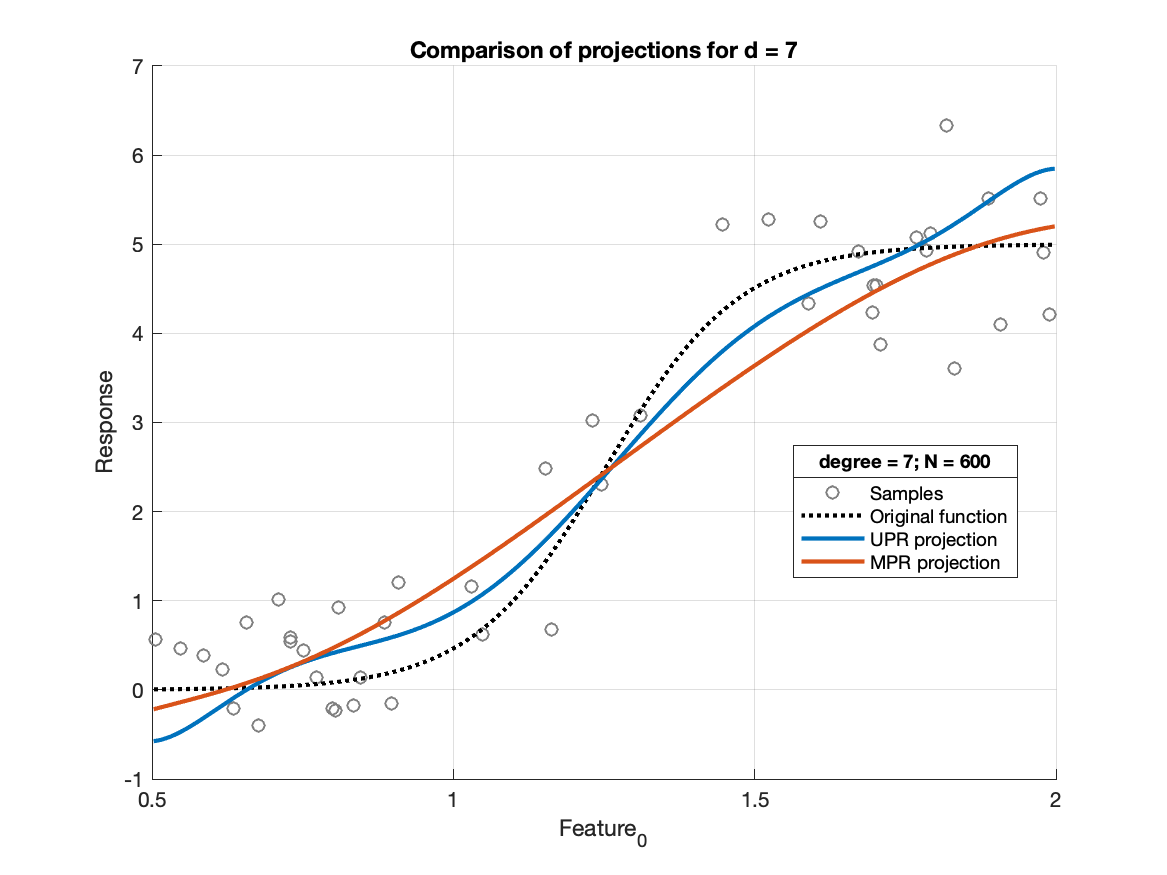 Comparison of projections for d = 7
7
6
5
4
3
2
1
0
-1
Response
0.5
1
1.5
2
Feature0
degree = 7; N = 600
Samples
Original function
UPR projection
MPR projection